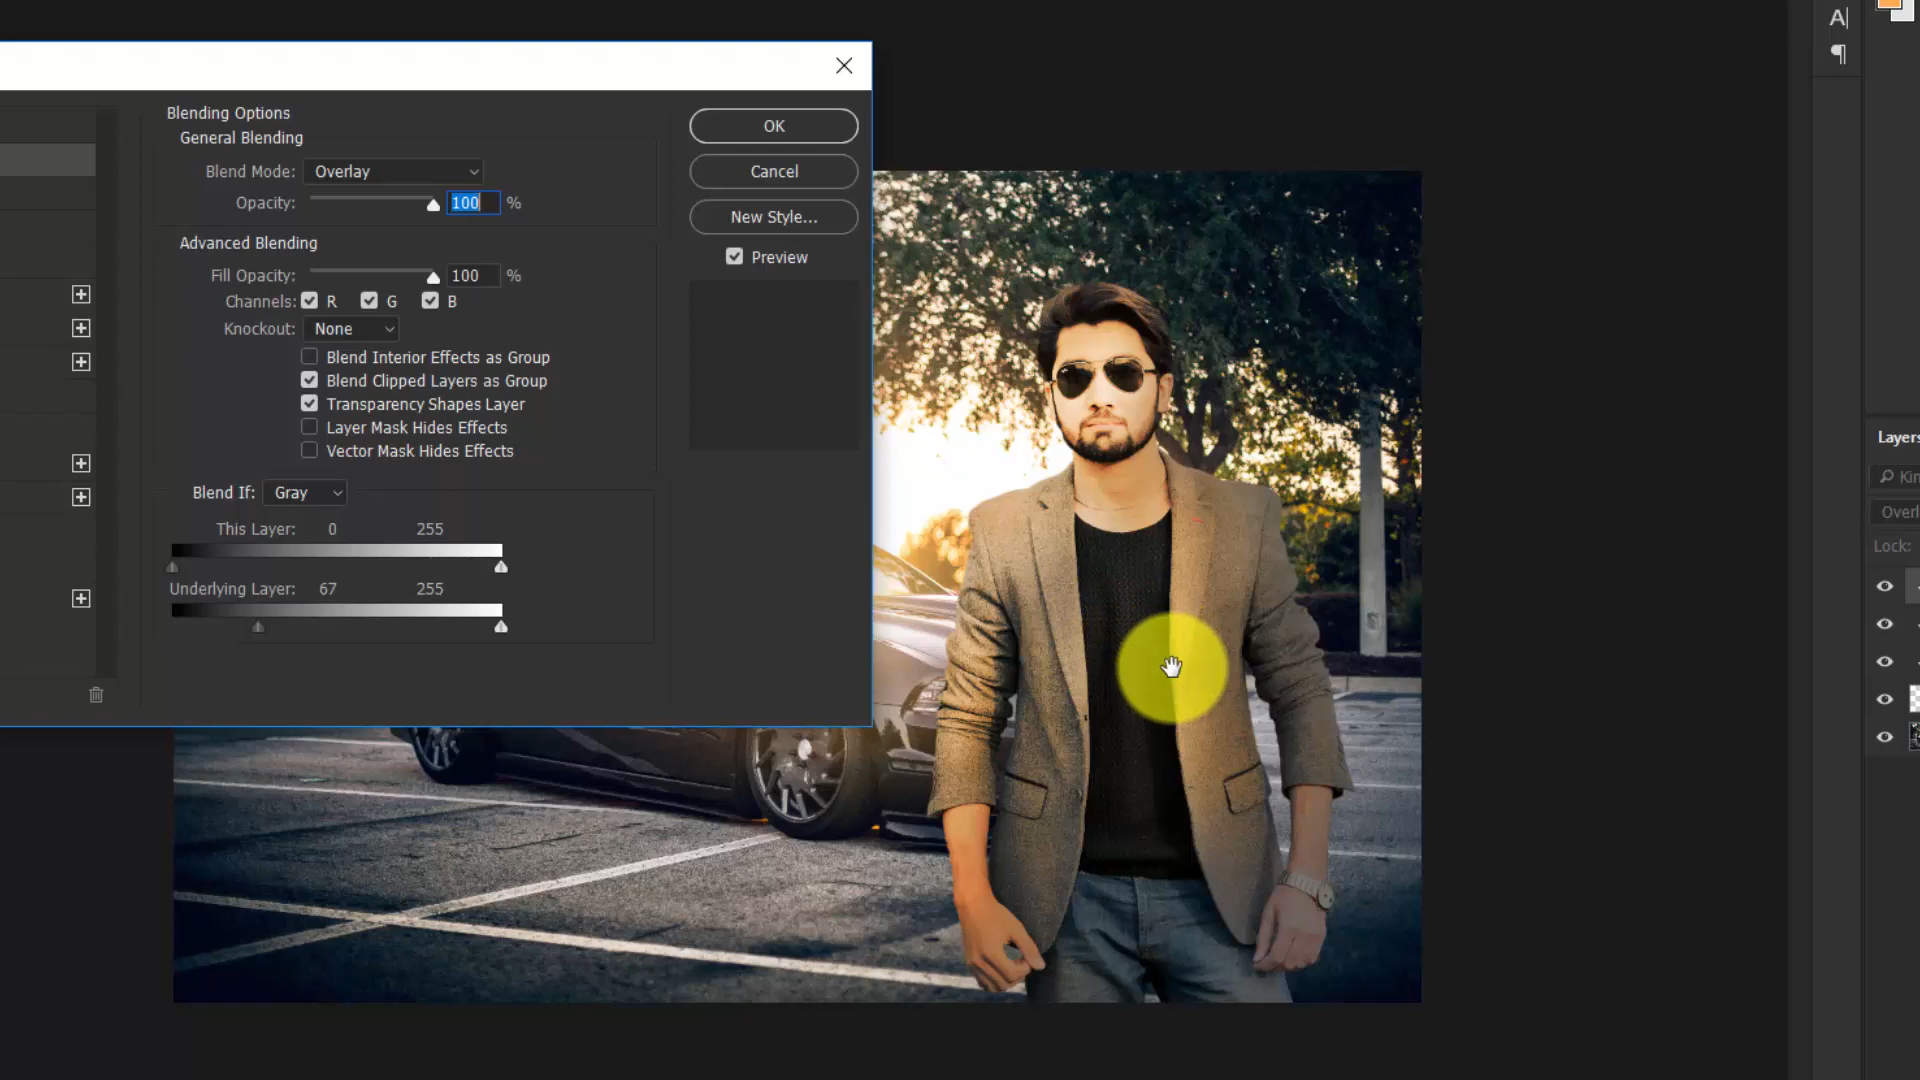 A|
¶
Blending Options
General Blending
OK
Blend Mode: Overlay
Cancel
Opacity: 100 %
New Style...
Advanced Blending
Preview
Fill Opacity: 100 %
Channels: R G B
Knockout: None
Blend Interior Effects as Group
Blend Clipped Layers as Group
Transparency Shapes Layer
Layer Mask Hides Effects
Vector Mask Hides Effects
Blend If: Gray
This Layer: 0 255
Underlying Layer: 67 255
Layers
Kin
Overl
Lock: